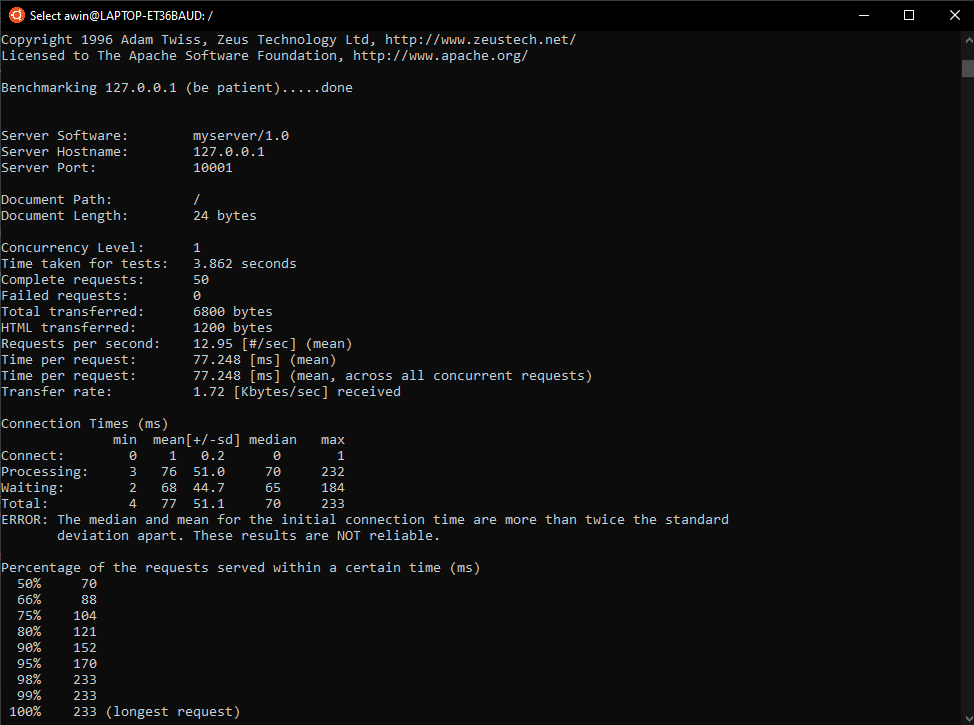 Select awin@LAPTOP-ET36BAUD: /
Copyright 1996 Adam Twiss, Zeus Technology Ltd, http://www.zeustech.net/
Licensed to The Apache Software Foundation, http://www.apache.org/

Benchmarking 127.0.0.1 (be patient).....done


Server Software:        myserver/1.0
Server Hostname:        127.0.0.1
Server Port:            10001

Document Path:          /
Document Length:        24 bytes

Concurrency Level:      1
Time taken for tests:   3.862 seconds
Complete requests:      50
Failed requests:        0
Total transferred:      6800 bytes
HTML transferred:       1200 bytes
Requests per second:    12.95 [#/sec] (mean)
Time per request:       77.248 [ms] (mean)
Time per request:       77.248 [ms] (mean, across all concurrent requests)
Transfer rate:          1.72 [Kbytes/sec] received

Connection Times (ms)
              min  mean[+/-sd] median   max
Connect:        0    1   0.2      0       1
Processing:     3   76  51.0     70     232
Waiting:        2   68  44.7     65     184
Total:          4   77  51.1     70     233
ERROR: The median and mean for the initial connection time are more than twice the standard
       deviation apart. These results are NOT reliable.

Percentage of the requests served within a certain time (ms)
  50%     70
  66%     88
  75%    104
  80%    121
  90%    152
  95%    170
  98%    233
  99%    233
 100%    233 (longest request)